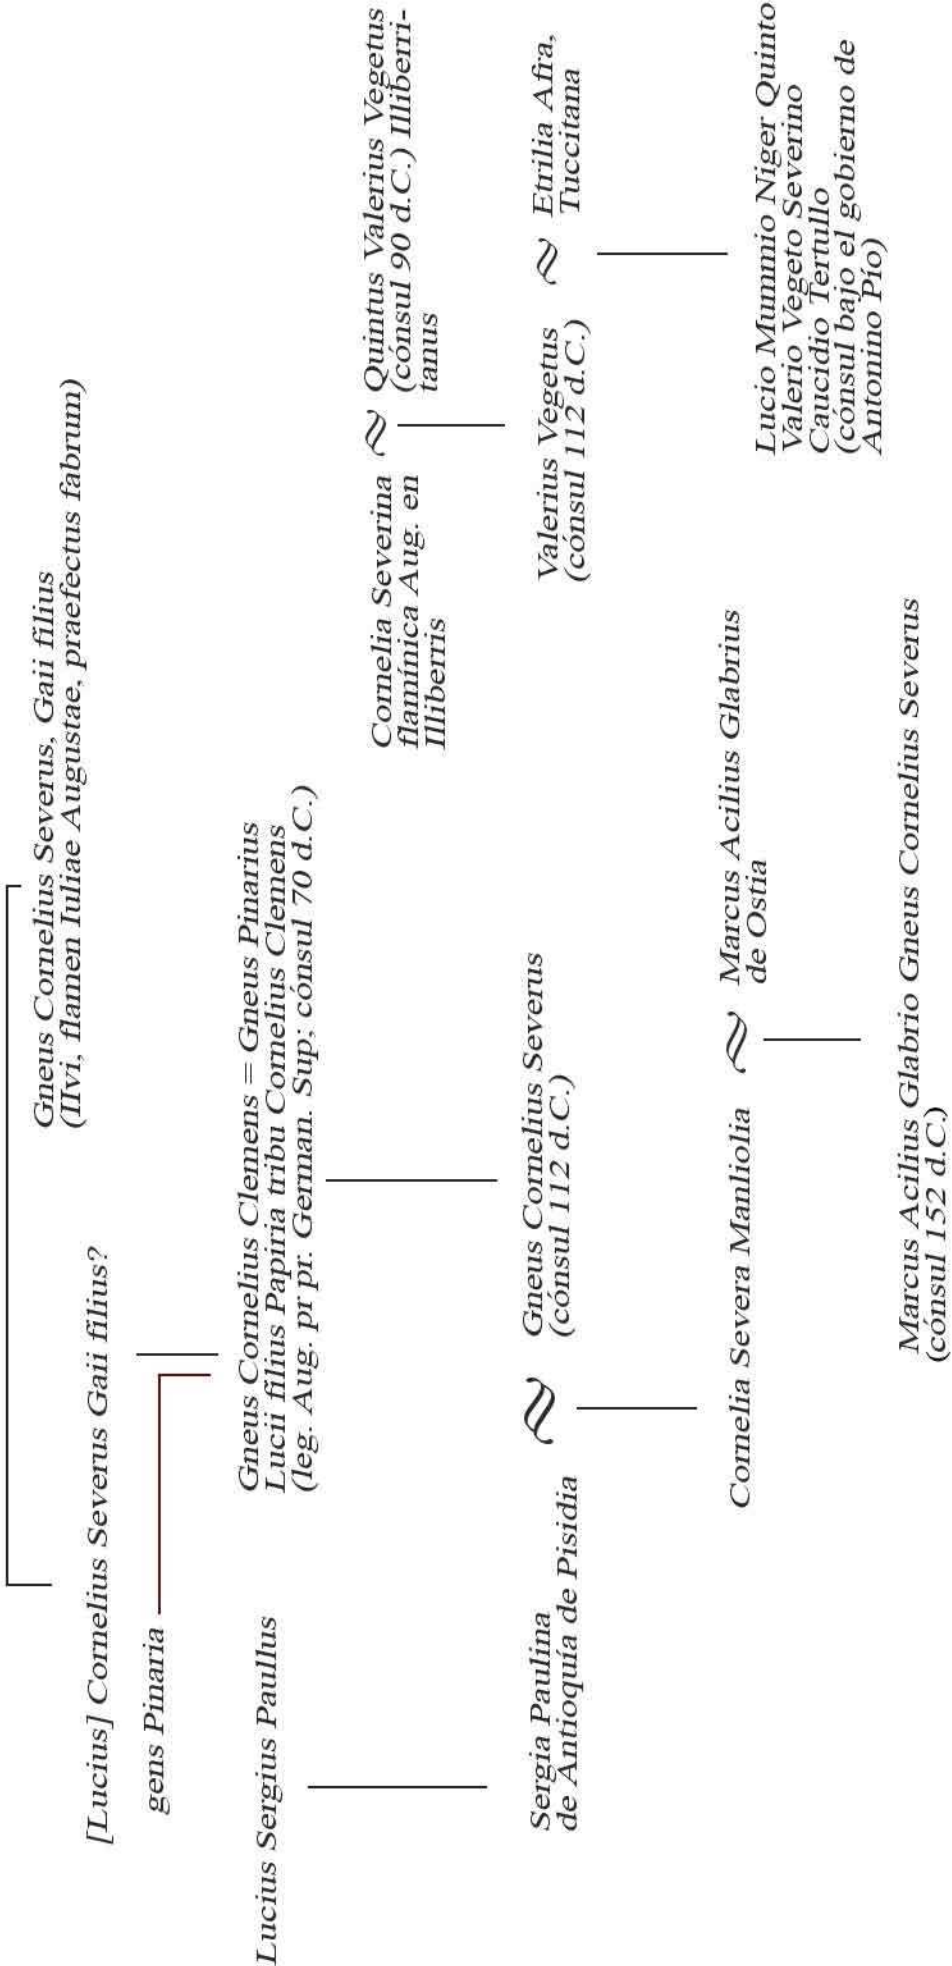 Gneus Cornelius Severus, Gaii filius
(IIvi, flamen Iuliae Augustae, praefectus fabrum)
[Lucius] Cornelius Severus Gaii filius?
gens Pinaria
Lucius Sergius Paullus
Gneus Cornelius Clemens = Gneus Pinarius
Lucii filius Papiria tribu Cornelius Clemens
(leg. Aug. pr pr. German. Sup; cónsul 70 d.C.)
Cornelia Severina
flamínica Aug. en
Illiberris
Quintus Valerius Vegetus
(cónsul 90 d.C.) Illiberri-
tanus
Sergia Paulina
de Antioquía de Pisidia
Gneus Cornelius Severus
(cónsul 112 d.C.)
Valerius Vegetus
(cónsul 112 d.C.)
Etrilia Afra,
Tuccitana
Cornelia Severa Manliolia
Marcus Acilius Glabrius
de Ostia
Lucio Mummio Niger Quinto
Valerio Vegeto Severino
Caucidio Tertullo
(cónsul bajo el gobierno de
Antonino Pío)
Marcus Acilius Glabrio Gneus Cornelius Severus
(cónsul 152 d.C.)